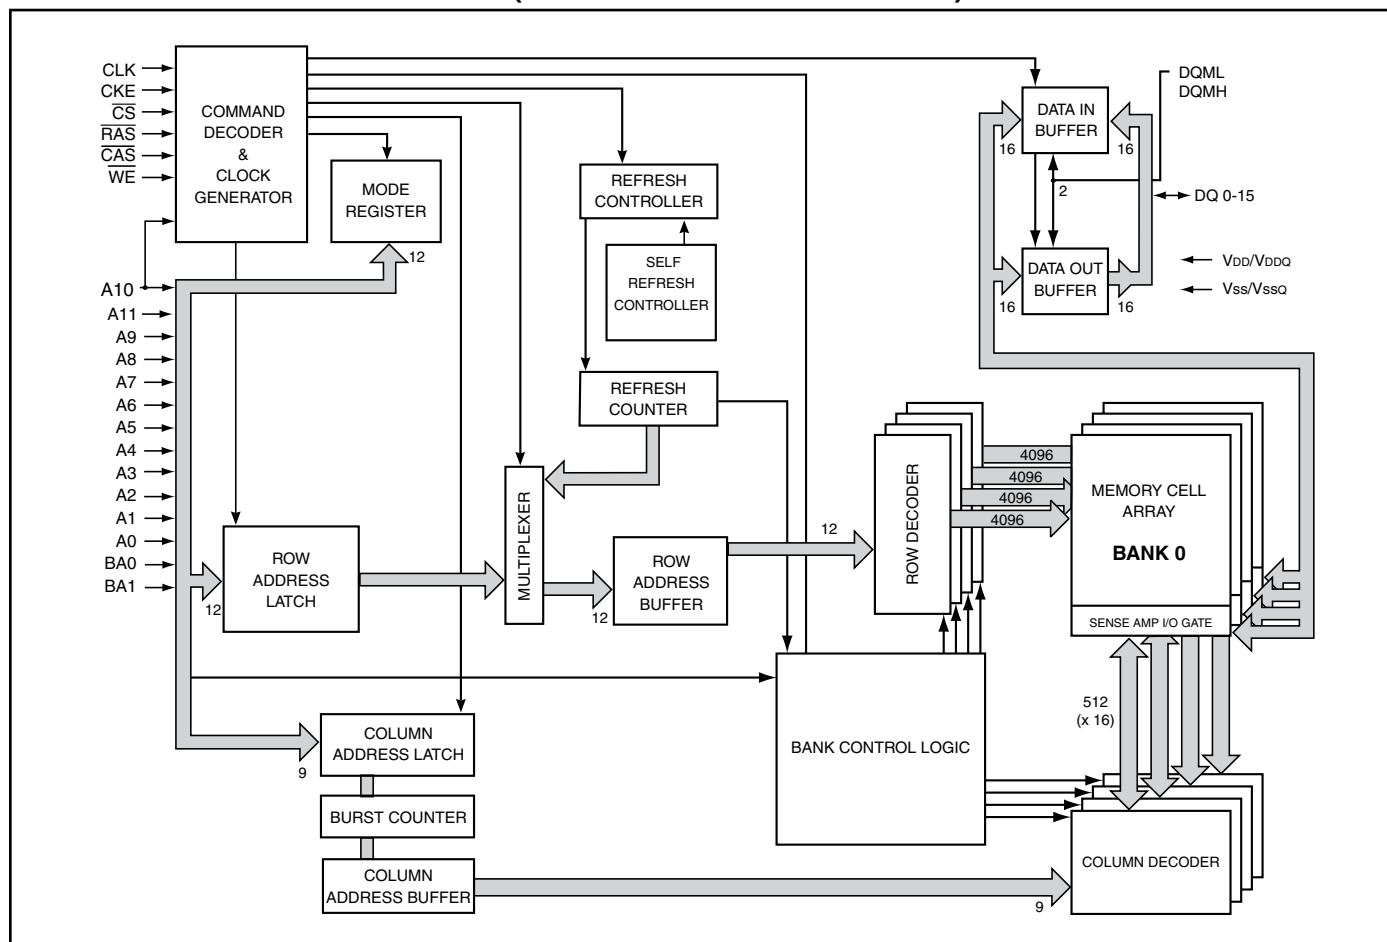 CLK
CKE
CS
RAS
CAS
WE
A10
A11
A9
A8
A7
A6
A5
A4
A3
A2
A1
A0
BA0
BA1
COMMAND
DECODER
&
CLOCK
GENERATOR
MODE
REGISTER
12
REFRESH
CONTROLLER
SELF
REFRESH
CONTROLLER
REFRESH
COUNTER
DATA IN
BUFFER
16
16
2
DATA OUT
BUFFER
16
16
DQML
DQMH
DQ 0-15
VDD/VDDQ
Vss/VssQ
12
ROW
ADDRESS
LATCH
MULTIPLEXER
12
ROW
ADDRESS
BUFFER
12
ROW DECODER
4096
4096
4096
4096
MEMORY CELL
ARRAY
BANK 0
SENSE AMP I/O GATE
512
(x 16)
BANK CONTROL LOGIC
9
COLUMN
ADDRESS LATCH
BURST COUNTER
COLUMN
ADDRESS BUFFER
9
COLUMN DECODER